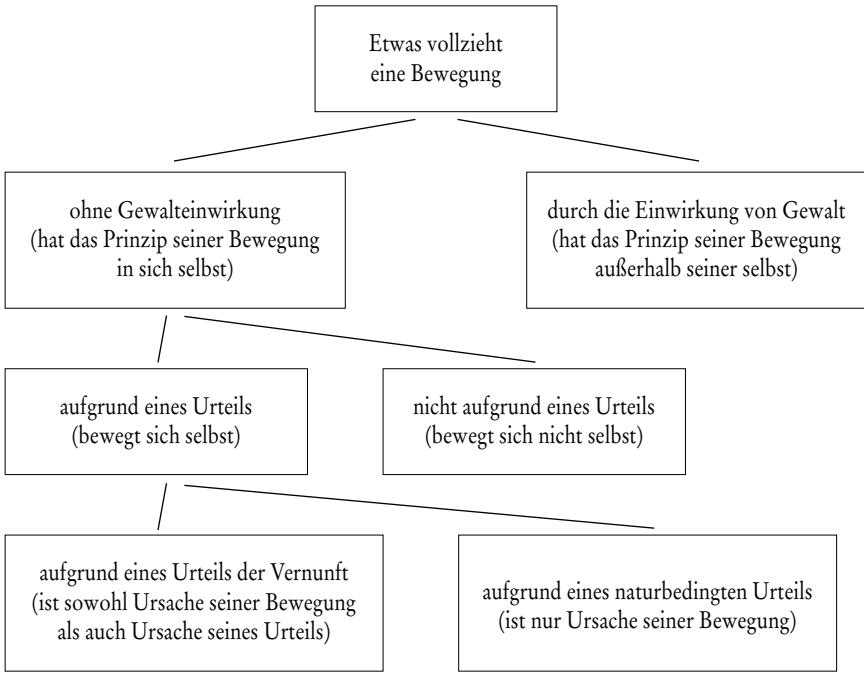 Etwas vollzieht
eine Bewegung
ohne Gewalteinwirkung
(hat das Prinzip seiner Bewegung
in sich selbst)
durch die Einwirkung von Gewalt
(hat das Prinzip seiner Bewegung
außerhalb seiner selbst)
aufgrund eines Urteils
(bewegt sich selbst)
nicht aufgrund eines Urteils
(bewegt sich nicht selbst)
aufgrund eines Urteils der Vernunft
(ist sowohl Ursache seiner Bewegung
als auch Ursache seines Urteils)
aufgrund eines naturbedingten Urteils
(ist nur Ursache seiner Bewegung)